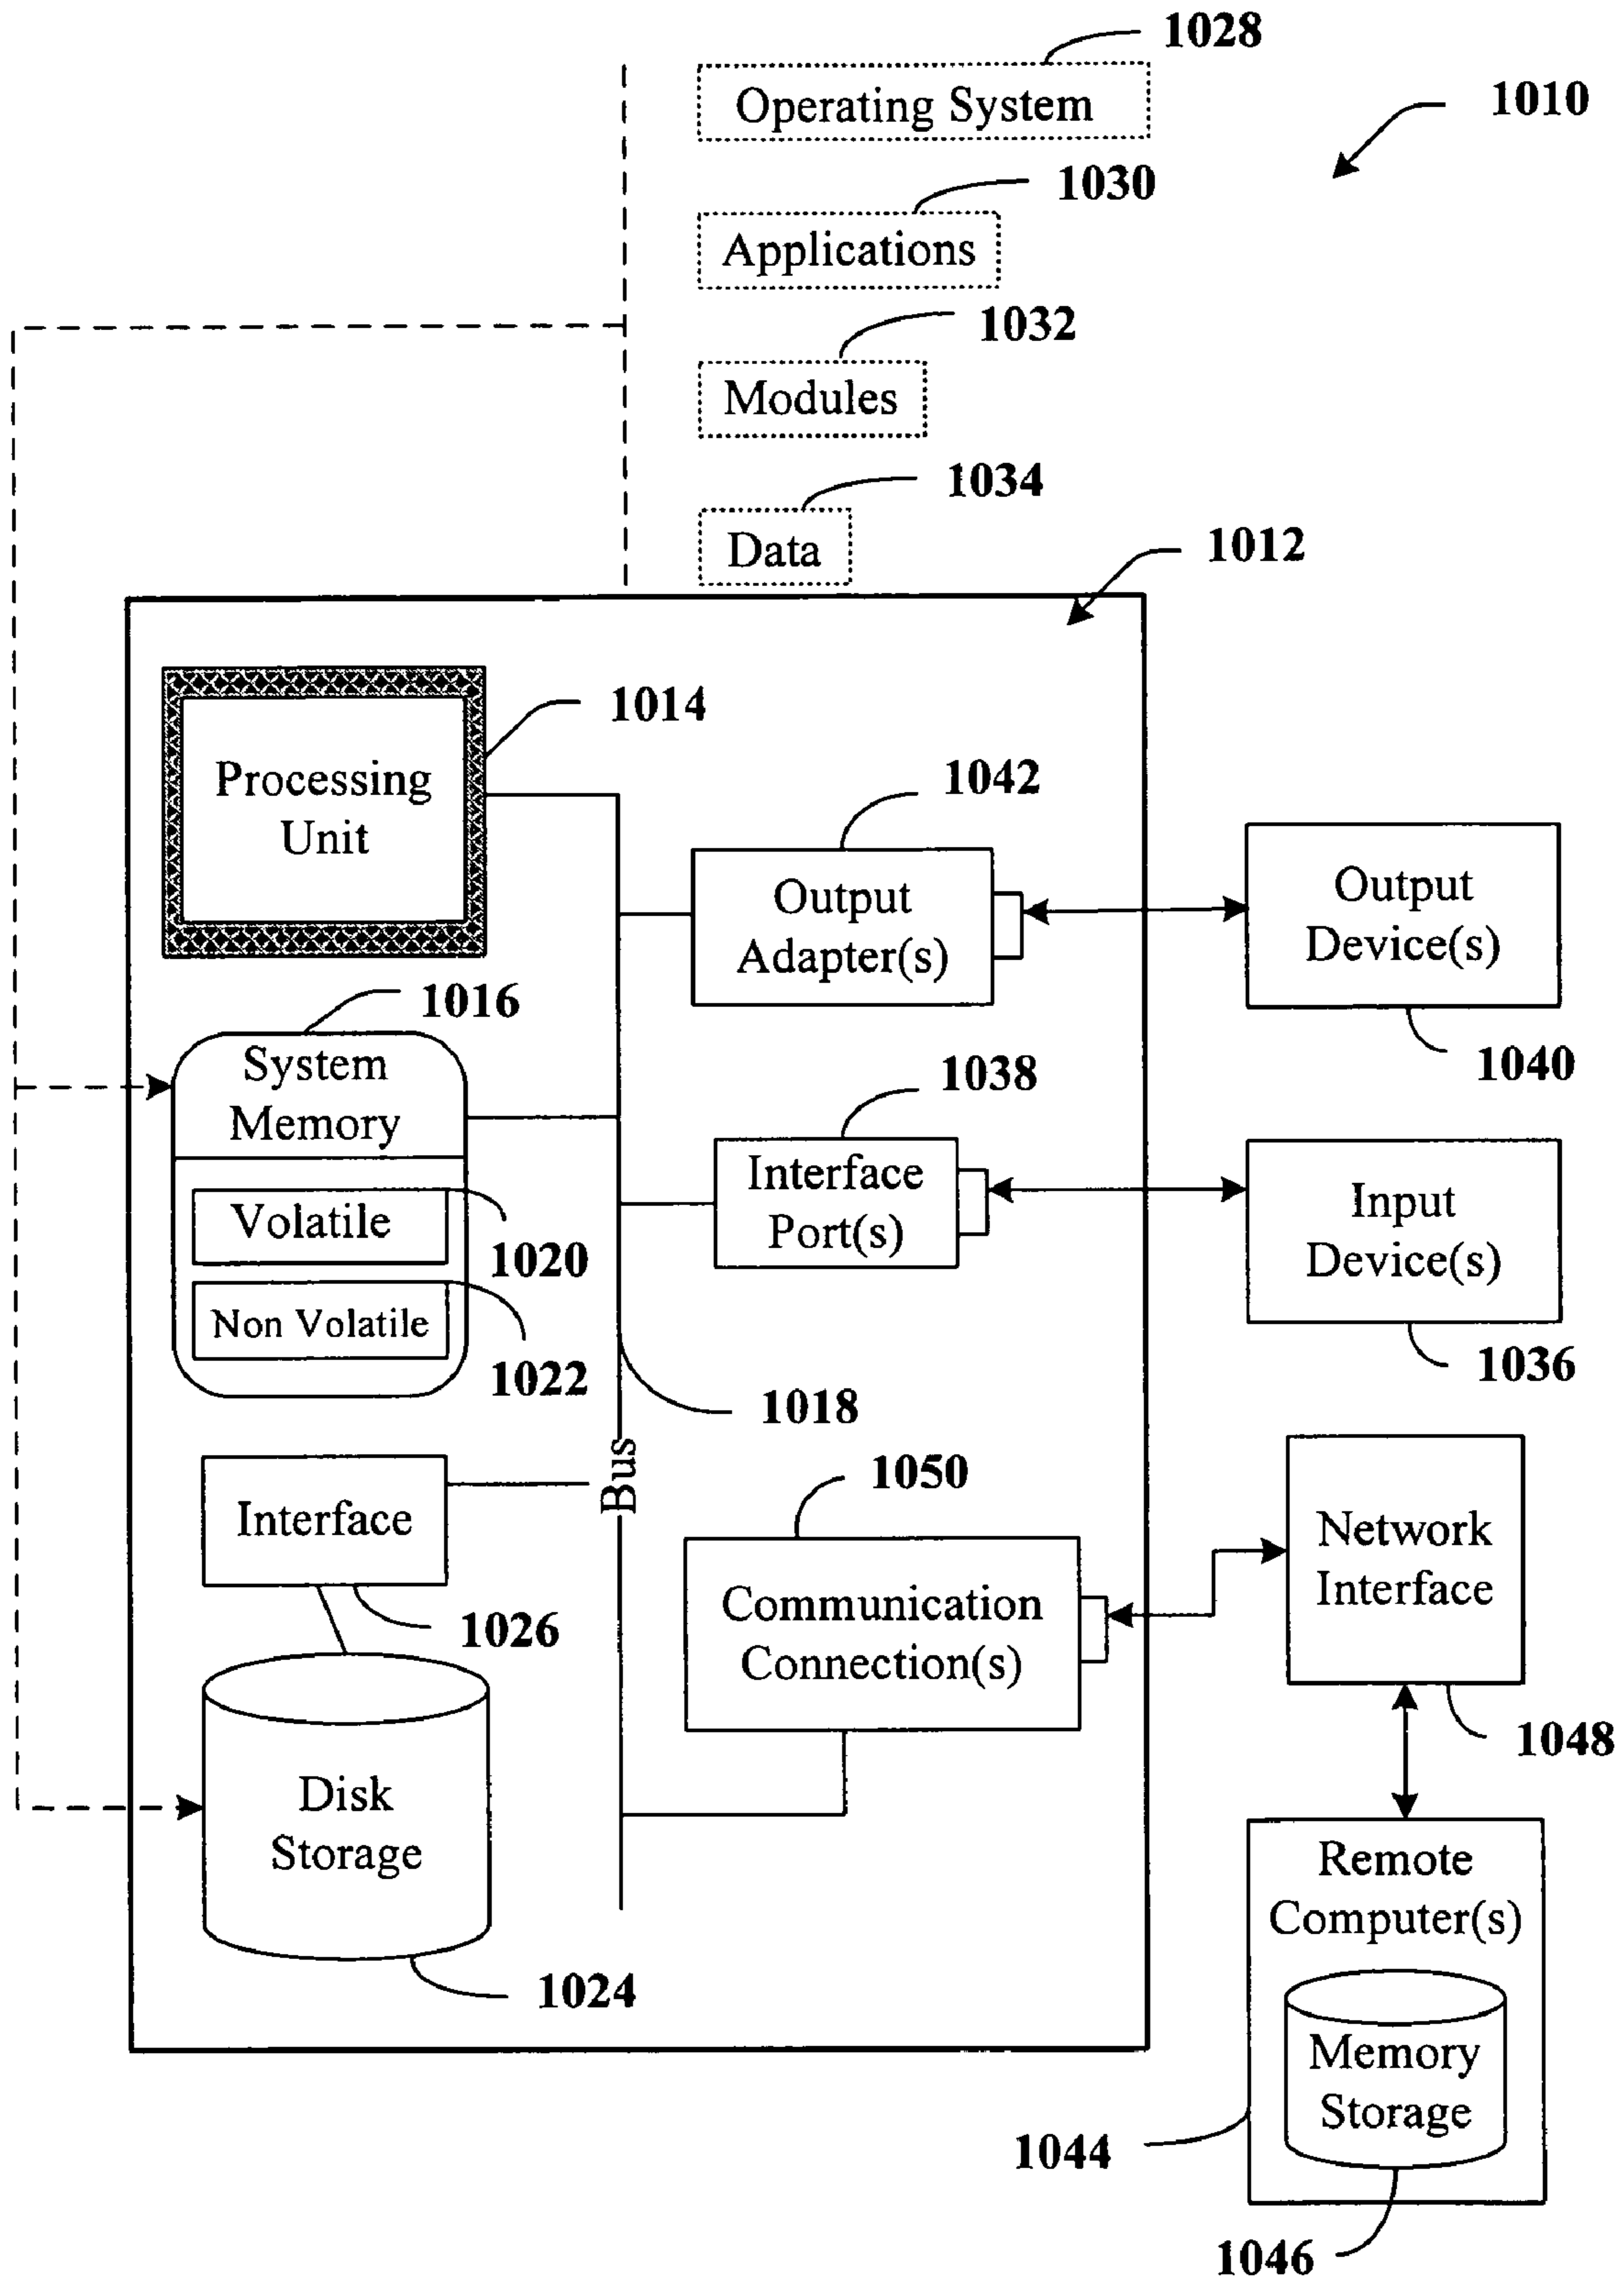 1028
Operating System
1010
1030
Applications
1032
Modules
1034
Data
1012
1014
Processing
Unit
1042
Output
Adapter(s)
Output
Device(s)
1040
1016
System
Memory
1038
Interface
Port(s)
Input
Device(s)
1036
Volatile
1020
Non Volatile
1022
1018
Bus
Interface
1026
1050
Communication
Connection(s)
Network
Interface
1048
Disk
Storage
1024
Remote
Computer(s)
Memory
Storage
1044
1046